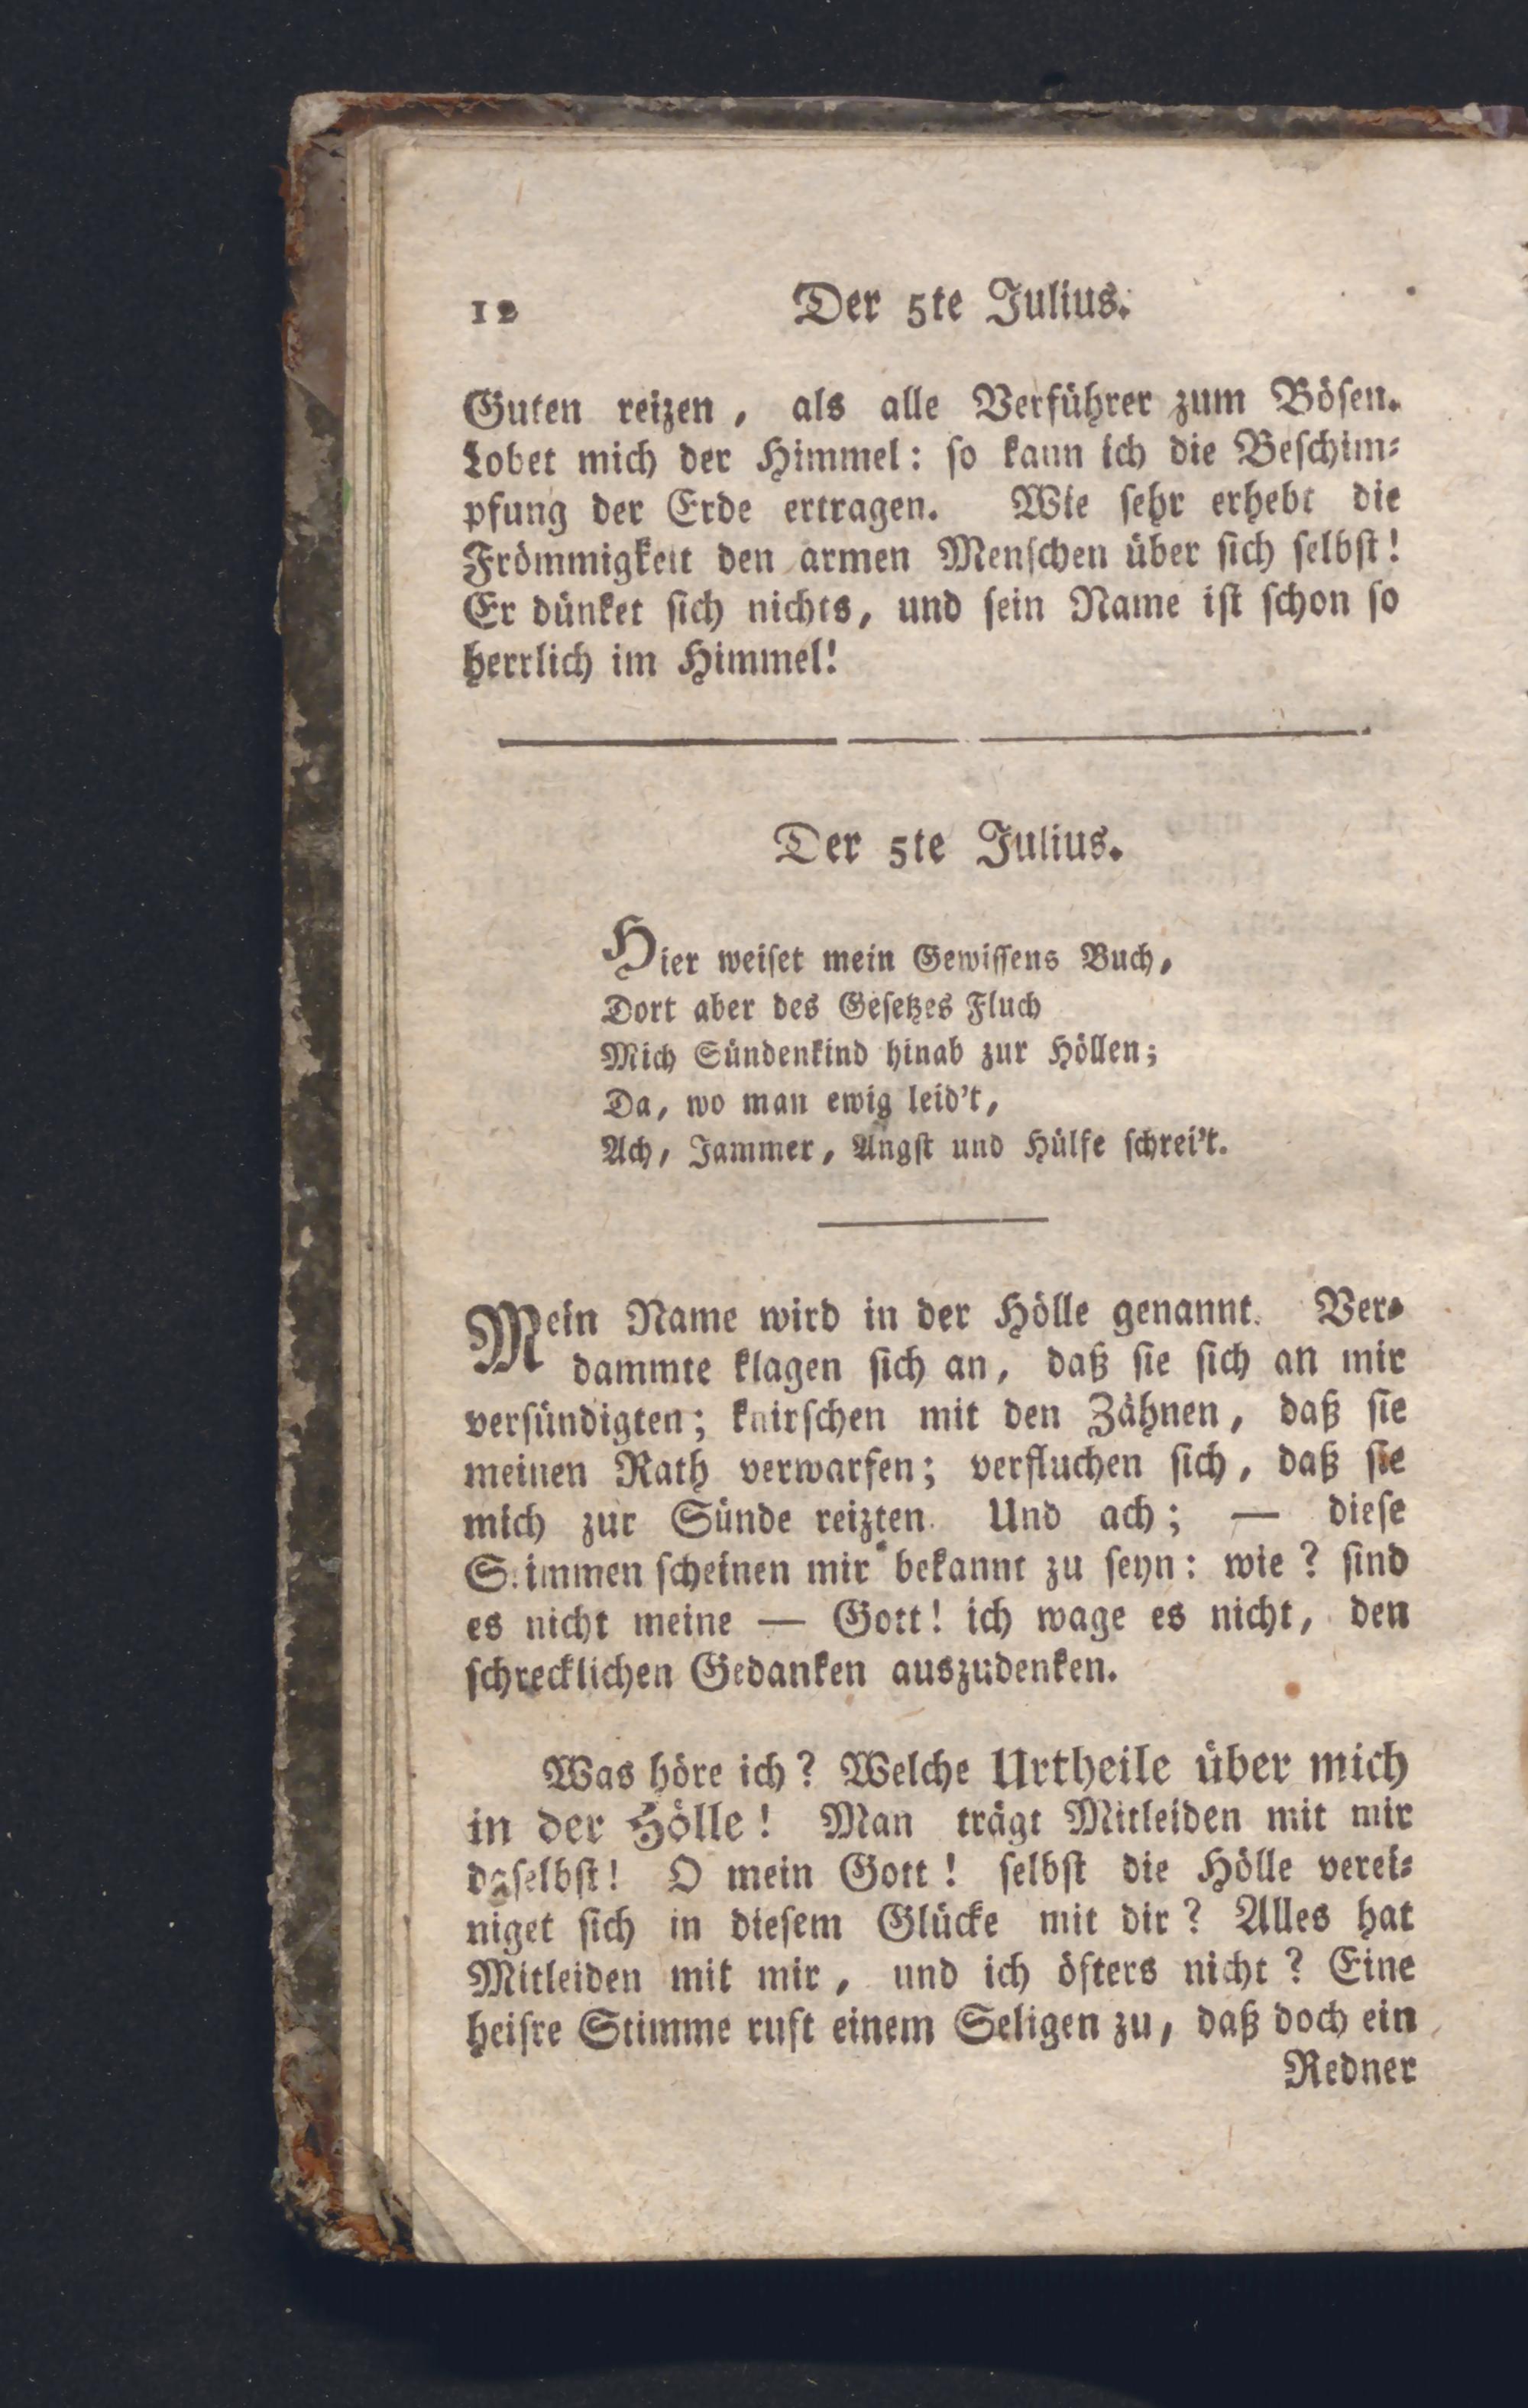 12 Der 5te Julius.
Guten reizen, als alle Verführer zum Böſen.
Lobet mich der Himmel: ſo kann ich die Beſchim⸗
pfung der Erde ertragen. Wie ſehr erhebt die
Frömmigkeit den armen Menſchen über ſich ſelbſt!
Er dünket ſich nichts, und ſein Name iſt ſchon ſo
herrlich im Himmel!
Der 5te Julius.
Hier weiſet mein Gewiſſens Buch,
Dort aber des Geſetzes Fluch
Mich Sündenkind hinab zur Höllen;
Da, wo man ewig leid't,
Ach, Jammer, Angſt und Hülfe ſchrei't.
Mein Name wird in der Hölle genannt. Ver⸗
dammte klagen ſich an, daß ſie ſich an mir
verſündigten; knirſchen mit den Zähnen, daß ſie
meinen Rath verwarfen; verfluchen ſich, daß ſie
mich zur Sünde reizten. Und ach; — dieſe
Stimmen ſcheinen mir bekannt zu ſeyn: wie? ſind
es nicht meine — Gott! ich wage es nicht, den
ſchrecklichen Gedanken auszudenken.
Was höre ich? Welche Urtheile über mich
in der Hölle! Man trägt Mitleiden mit mir
daſelbſt! O mein Gott! ſelbſt die Hölle verei⸗
niget ſich in dieſem Glücke mit dir? Alles hat
Mitleiden mit mir, und ich öfters nicht? Eine
heiſre Stimme ruft einem Seligen zu, daß doch ein
Redner